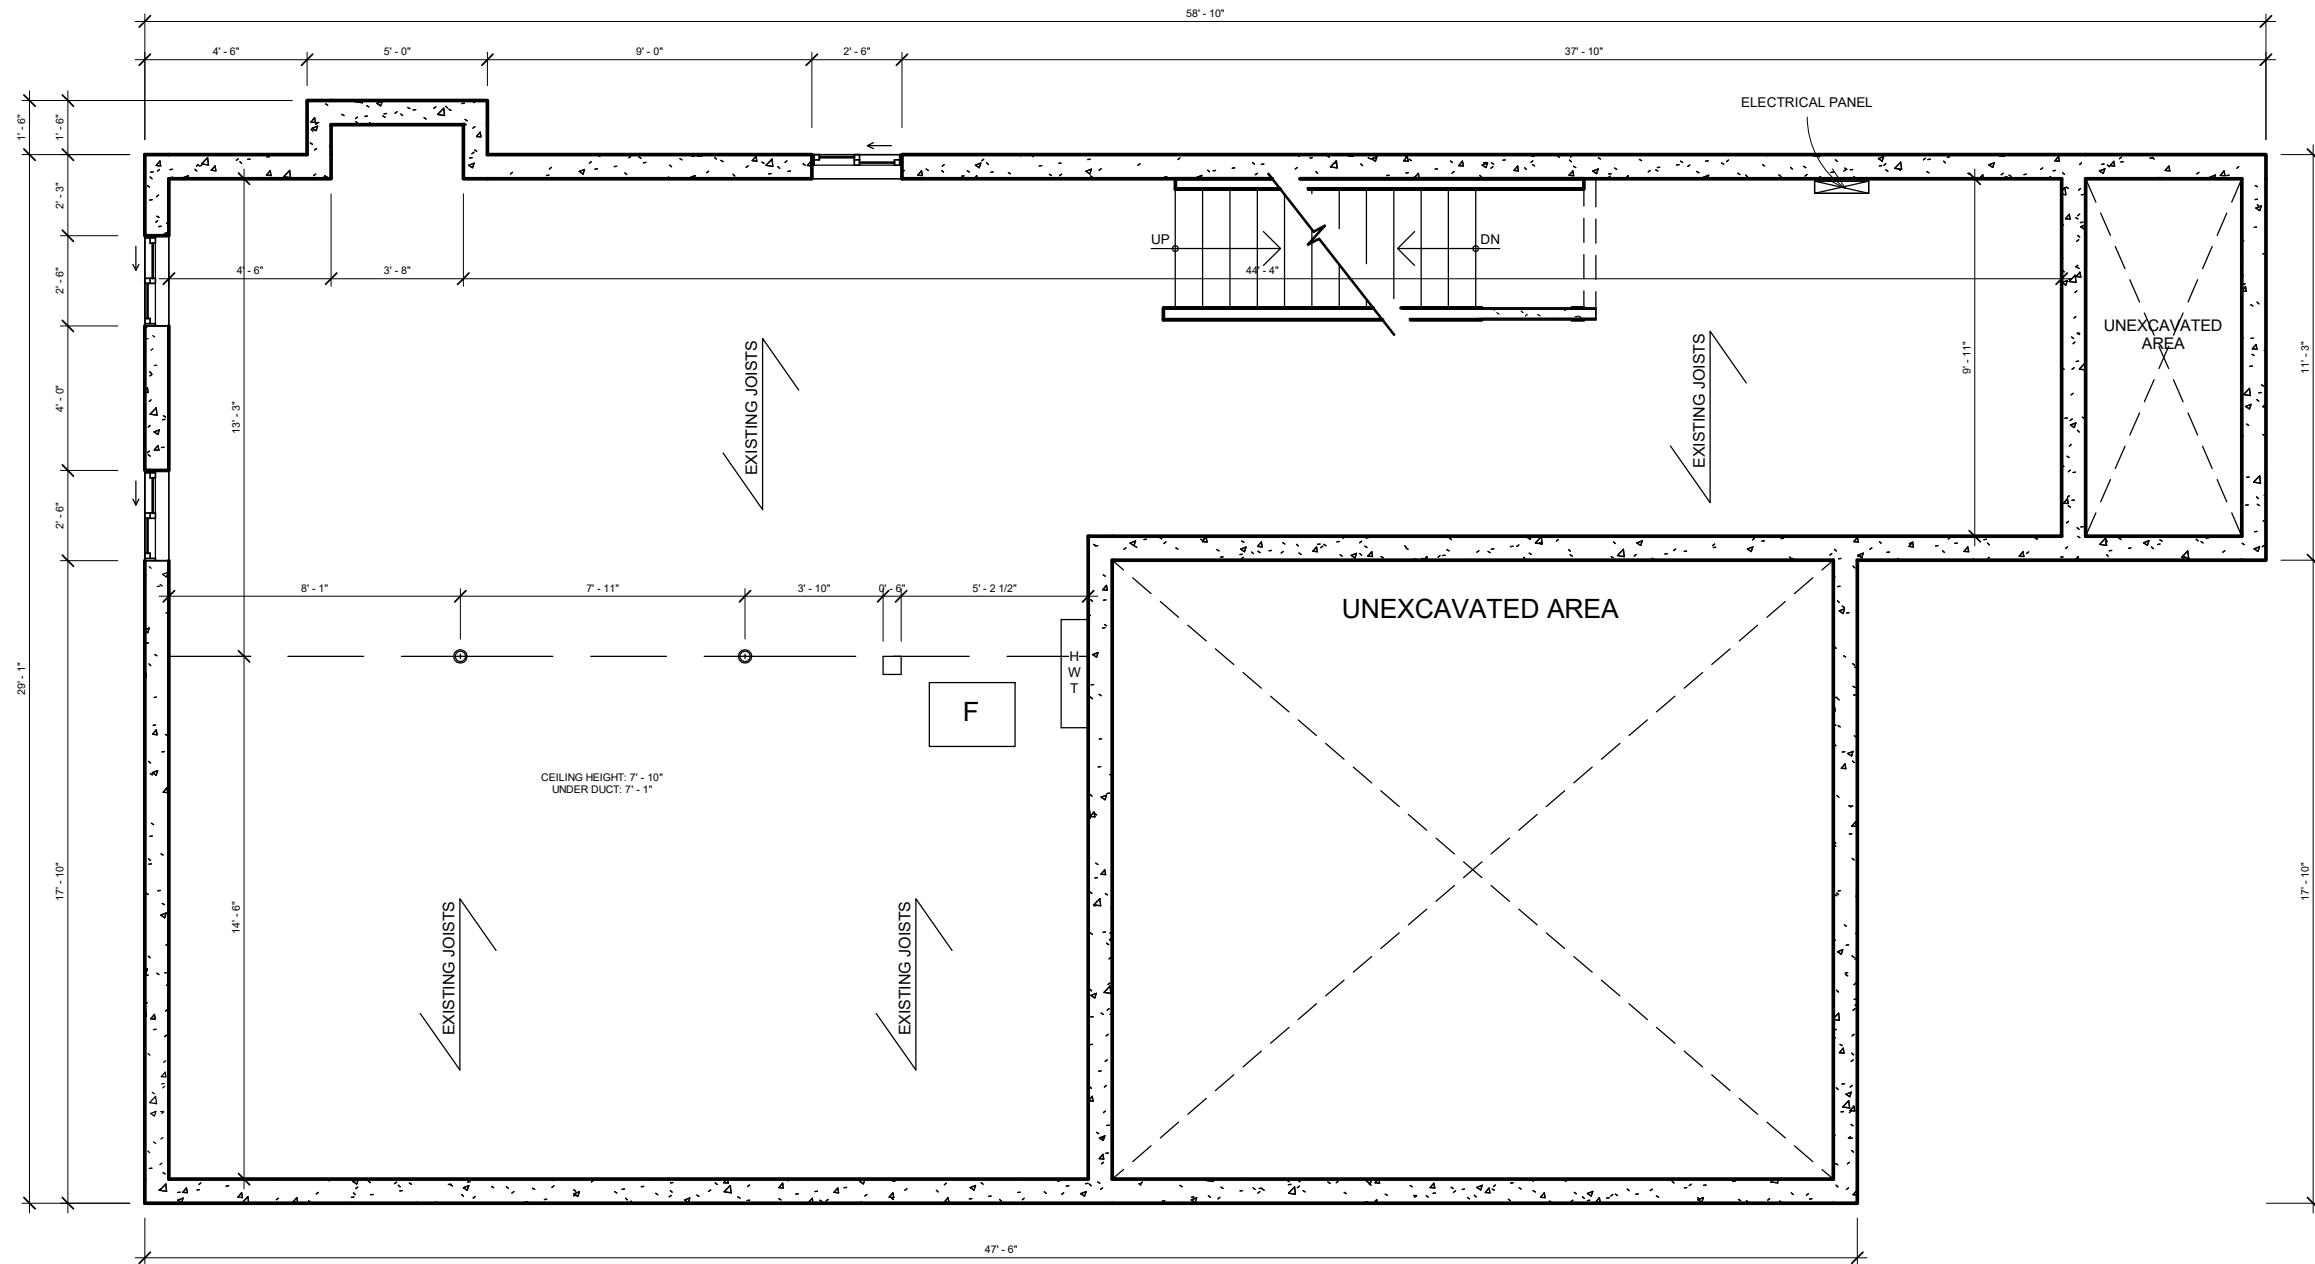 58' - 10"
4' - 6"
5' - 0"
9' - 0"
2' - 6"
37' - 10"
ELECTRICAL PANEL
1' - 6"
1' - 6"
2' - 3"
2' - 6"
4' - 0"
2' - 6"
29' - 1"
17' - 10"
UP
DN
4' - 6"
3' - 8"
44' - 4"
13' - 3"
EXISTING JOISTS
EXISTING JOISTS
9' - 11"
UNEXCAVATED
AREA
11' - 3"
8' - 1"
7' - 11"
3' - 10"
0' - 6"
5' - 2 1/2"
UNEXCAVATED AREA
H
W
T
F
CEILING HEIGHT: 7' - 10"
UNDER DUCT: 7' - 1"
14' - 6"
EXISTING JOISTS
EXISTING JOISTS
17' - 10"
47' - 6"